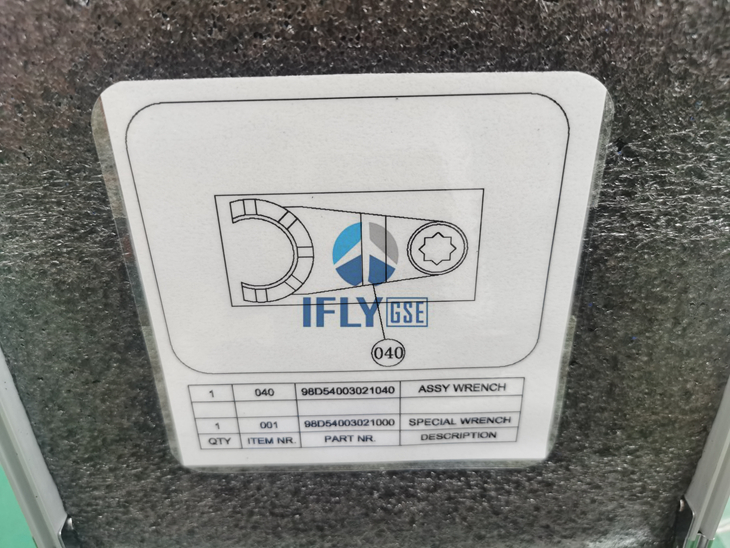 IFLY GSE
040
1 040 98D54003021040 ASSY WRENCH
1 001 98D54003021000 SPECIAL WRENCH
QTY ITEM NR. PART NR. DESCRIPTION